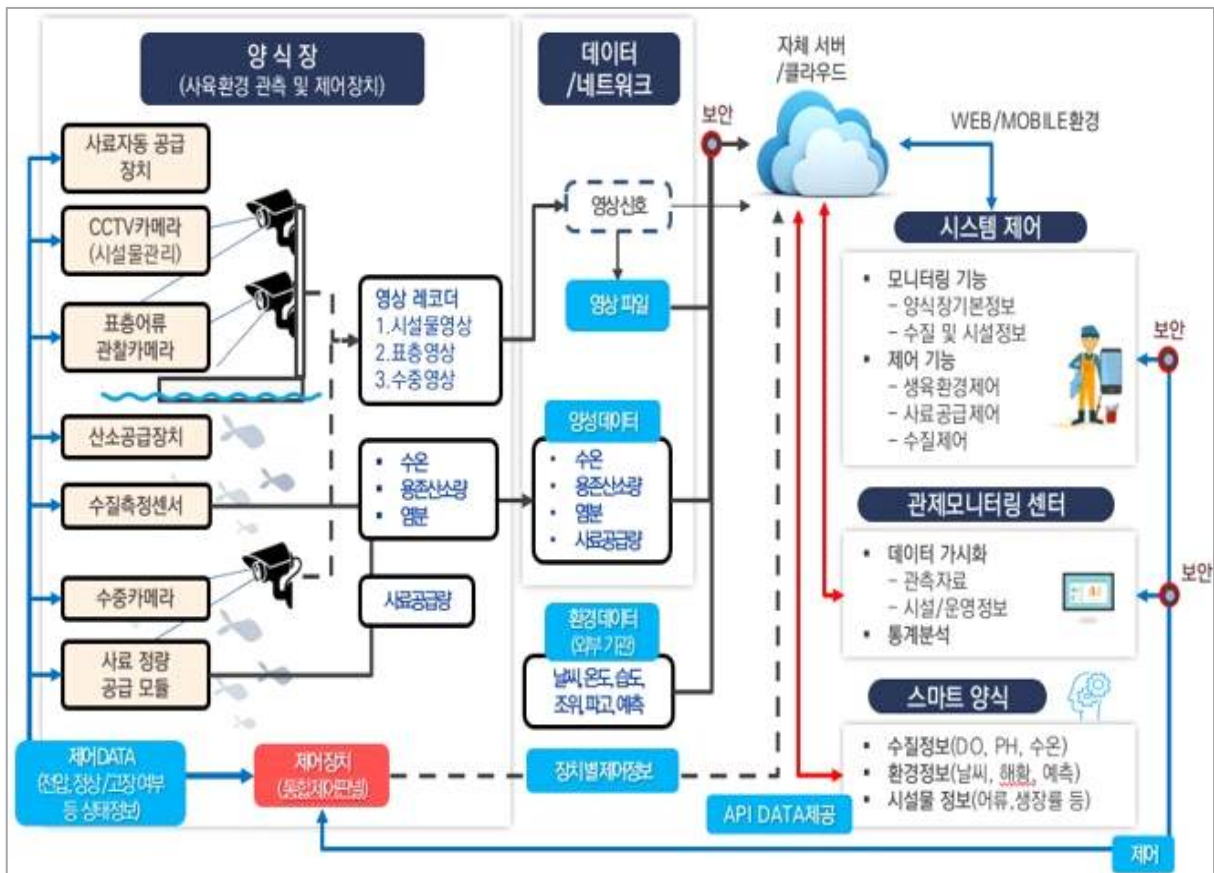 양 식 장
(사육환경 관측 및 제어장치)
사료자동 공급
장치
CCTV카메라
(시설물관리)
표층어류
관찰카메라
산소공급장치
수질측정센서
수중카메라
사료 정량
공급 모듈
제어DATA
(전압, 정상/고장 여부
등 상태정보)
제어장치
(통합제어판넬)
영상 레코더
1.시설물영상
2.표층영상
3.수중영상
▪ 수온
▪ 용존산소량
▪ 염분
사료공급량
데이터
/네트워크
영상신호
영상 파일
양성데이터
• 수온
• 용존산소량
• 염분
• 사료공급량
환경데이터
(외부 기관)
날씨, 온도, 습도,
조위, 파고, 예측
장치별 제어정보
보안
자체 서버
/클라우드
WEB/MOBILE환경
시스템 제어
▪ 모니터링 기능
– 양식장기본정보
– 수질 및 시설정보
▪ 제어 기능
– 생육환경제어
– 사료공급제어
– 수질제어
보안
관제모니터링 센터
▪ 데이터 가시화
– 관측자료
– 시설/운영정보
▪ 통계분석
보안
스마트 양식
▪ 수질정보(DO, PH, 수온)
▪ 환경정보(날씨, 해황, 예측)
▪ 시설물 정보(어류,생장률 등)
API DATA제공
제어